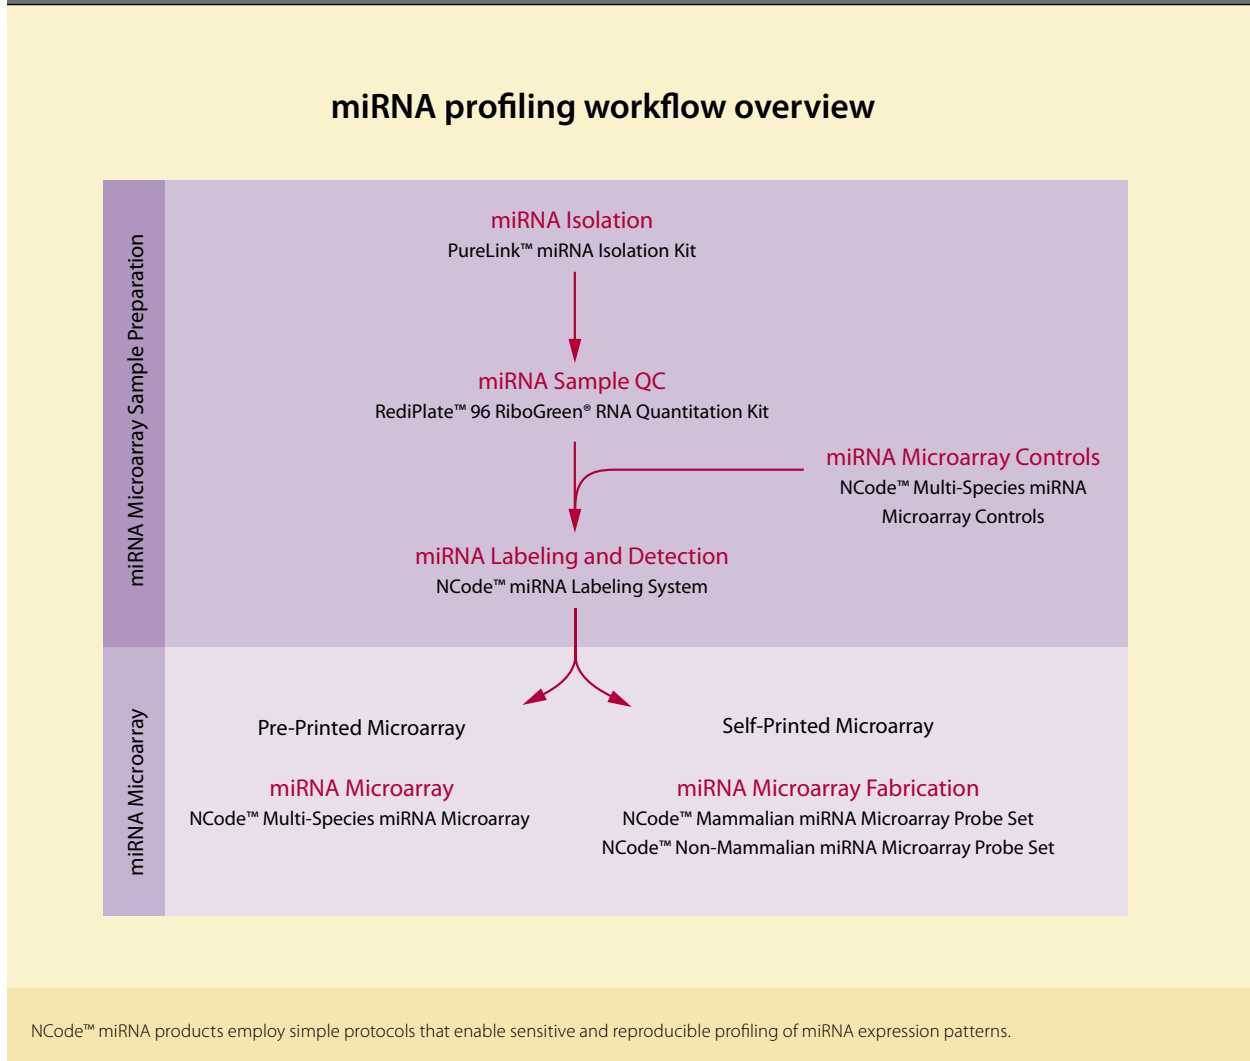 miRNA profiling workflow overview
miRNA Microarray Sample Preparation
miRNA Isolation
PureLink™ miRNA Isolation Kit
miRNA Sample QC
RediPlate™ 96 RiboGreen® RNA Quantitation Kit
miRNA Microarray Controls
NCode™ Multi-Species miRNA
Microarray Controls
miRNA Labeling and Detection
NCode™ miRNA Labeling System
miRNA Microarray
Pre-Printed Microarray
miRNA Microarray
NCode™ Multi-Species miRNA Microarray
Self-Printed Microarray
miRNA Microarray Fabrication
NCode™ Mammalian miRNA Microarray Probe Set
NCode™ Non-Mammalian miRNA Microarray Probe Set
NCode™ miRNA products employ simple protocols that enable sensitive and reproducible profiling of miRNA expression patterns.